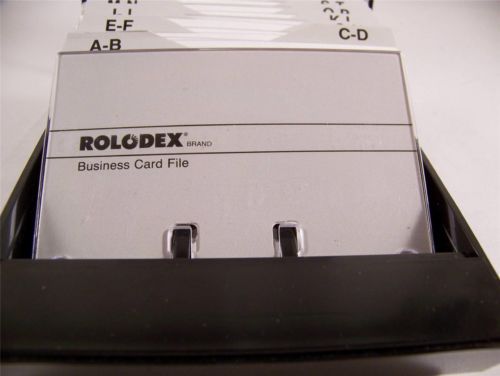 E-F
C-D
A-B
ROLODEX® BRAND
Business Card File